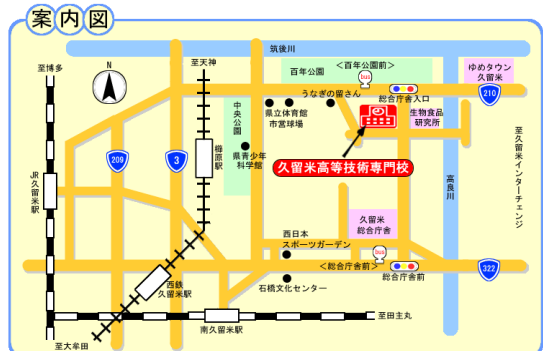 案内図
筑後川
至博多
N
至天神
百年公園
＜百年公園前＞
bus
ゆめタウン
久留米
うなぎの留さん
総合庁舎入口
210
県立体育館
市営球場
生物食品
研究所
中央公園
県青少年
科学館
櫛原駅
209
3
久留米高等技術専門校
高良川
至久留米インターチェンジ
JR久留米駅
久留米
総合庁舎
西日本
スポーツガーデン
bus
＜総合庁舎前＞
総合庁舎前
322
西鉄
久留米駅
石橋文化センター
至田主丸
南久留米駅
至大牟田